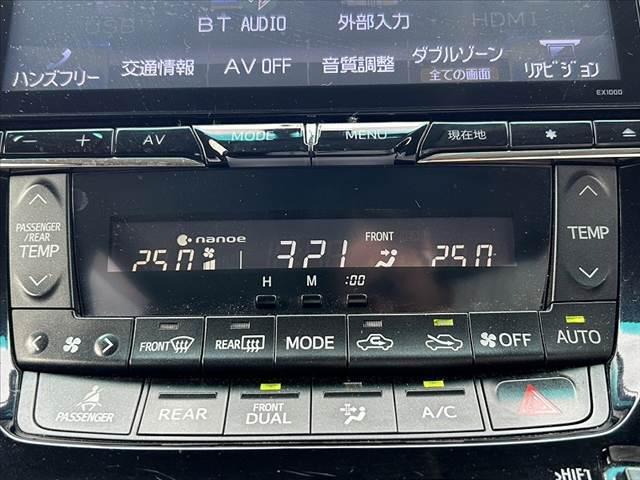 USB BT AUDIO 外部入力 HDMI
ハンズフリー 交通情報 AV OFF 音質調整 ダブルゾーン 全ての画面 リアビジョン
EX1000
− + AV MODE MENU 現在地 * ▲
PASSENGER/REAR TEMP
nanoe FRONT
25.0 3:21 25.0
TEMP
H M :00
FRONT REAR MODE OFF AUTO
PASSENGER REAR FRONT DUAL A/C
SHIFT